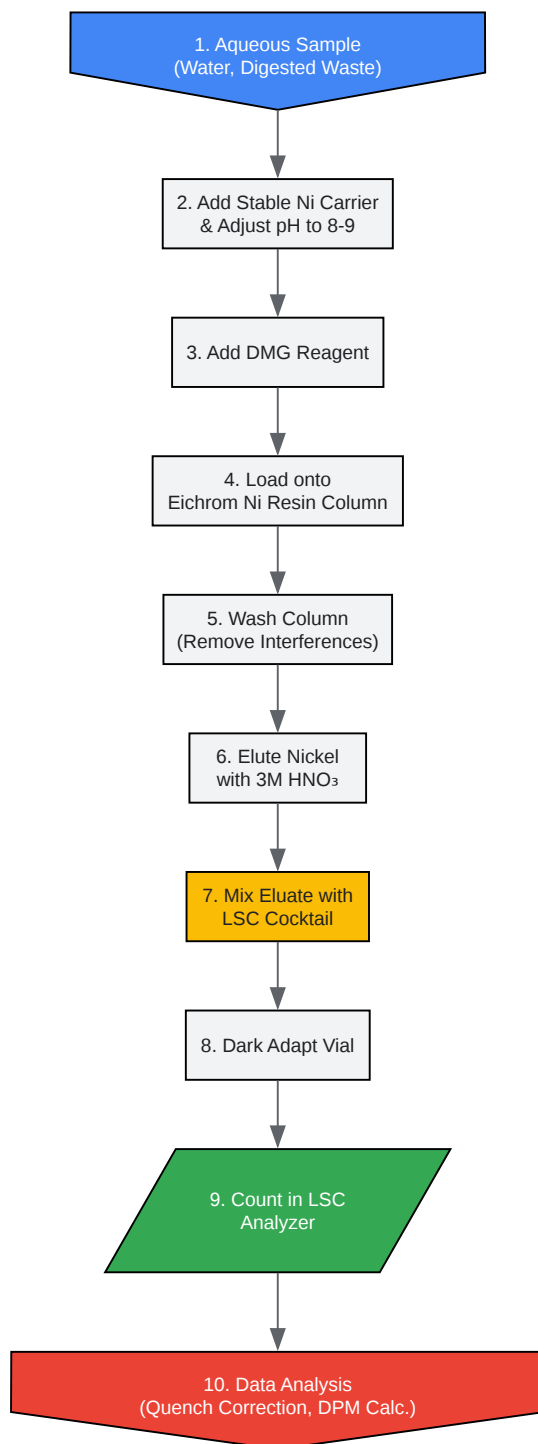 1. Aqueous Sample
(Water, Digested Waste)
2. Add Stable Ni Carrier
& Adjust pH to 8-9
3. Add DMG Reagent
4. Load onto
Eichrom Ni Resin Column
5. Wash Column
(Remove Interferences)
6. Elute Nickel
with 3M HNO₃
7. Mix Eluate with
LSC Cocktail
8. Dark Adapt Vial
9. Count in LSC
Analyzer
10. Data Analysis
(Quench Correction, DPM Calc.)